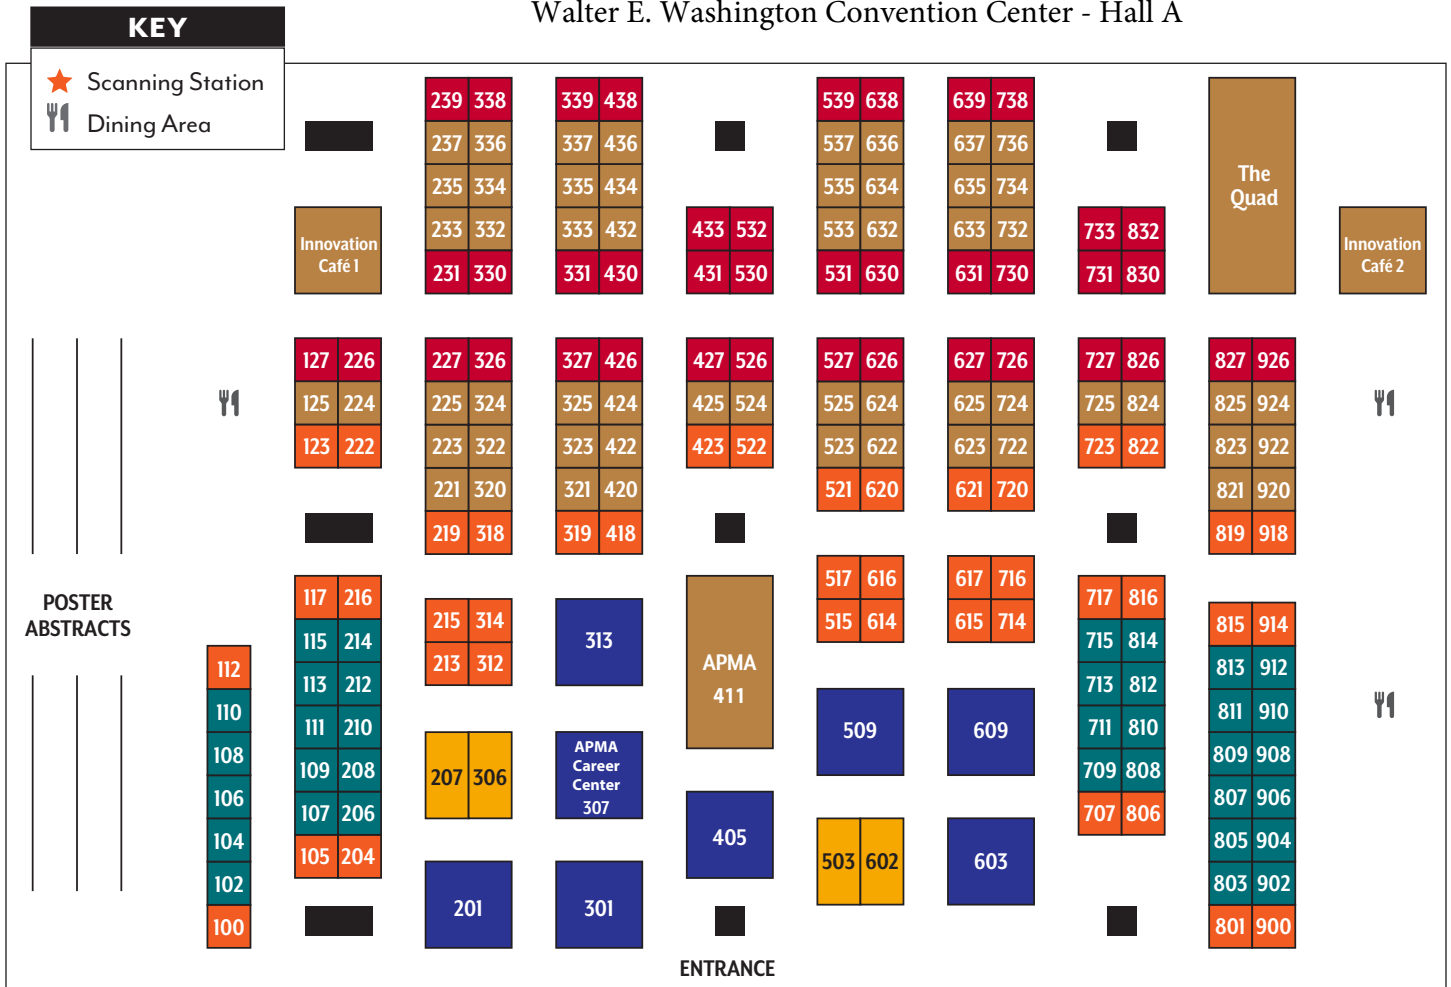 Walter E. Washington Convention Center - Hall A
KEY
Scanning Station
Dining Area
239 338 339 438 539 638 639 738
237 336 337 436 537 636 637 736
235 334 335 434 535 634 635 734
The
Quad
233 332 333 432 433 532 533 632 633 732 733 832
Innovation
Café 1
Innovation
Café 2
231 330 331 430 431 530 531 630 631 730 731 830
127 226 227 326 327 426 427 526 527 626 627 726 727 826 827 926
125 224 225 324 325 424 425 524 525 624 625 724 725 824 825 924
123 222 223 322 323 422 423 522 523 622 623 722 723 822 823 922
221 320 321 420 521 620 621 720 821 920
219 318 319 418 819 918
517 616 617 716
117 216 717 816
POSTER
ABSTRACTS
215 314 515 614 615 714 815 914
115 214 313 715 814
213 312 813 912
112
APMA
411
113 212 713 812
110 811 910
111 210 509 609 711 810
108 809 908
109 208 709 808
207 306
APMA
Career
Center
307
106 807 906
107 206 707 806
104 405 805 904
105 204 503 602 603
102 803 902
201 301
100 801 900
ENTRANCE